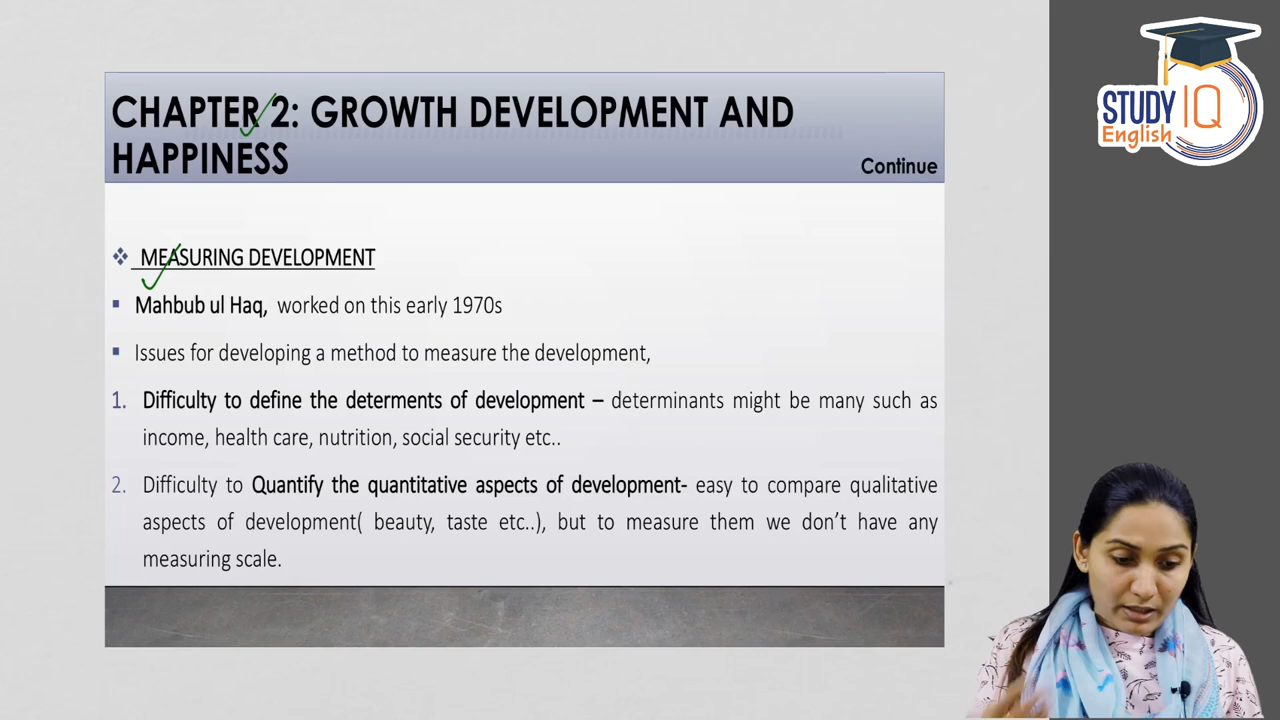 CHAPTER 2: GROWTH DEVELOPMENT AND
HAPPINESS
Continue
MEASURING DEVELOPMENT
Mahbub ul Haq, worked on this early 1970s
Issues for developing a method to measure the development,
1. Difficulty to define the determents of development – determinants might be many such as
income, health care, nutrition, social security etc..
2. Difficulty to Quantify the quantitative aspects of development- easy to compare qualitative
aspects of development( beauty, taste etc..), but to measure them we don't have any
measuring scale.
STUDY IQ
English